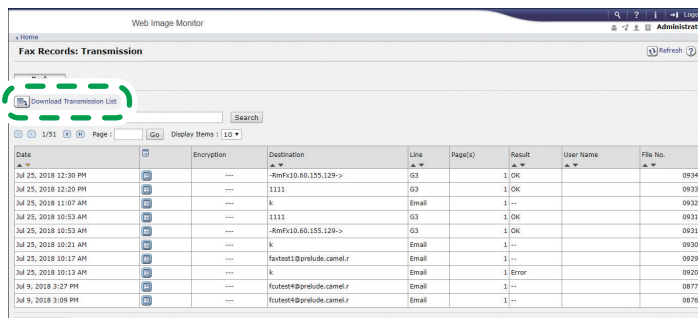 ? i Logo
Web Image Monitor
Administrat
Home
Fax Records: Transmission
Refresh ?
Download Transmission List
Search
1/51 Page : Go Display Items : 10
Date Encryption Destination Line Page(s) Result User Name File No.
Jul 25, 2018 12:30 PM --- -RmFx10.60.155.129-> G3 1 OK 0934
Jul 25, 2018 12:20 PM --- 1111 G3 1 OK 0933
Jul 25, 2018 11:07 AM --- k Email 1 -- 0932
Jul 25, 2018 10:53 AM --- 1111 G3 1 OK 0931
Jul 25, 2018 10:53 AM --- -RmFx10.60.155.129-> G3 1 OK 0931
Jul 25, 2018 10:21 AM --- k Email 1 -- 0930
Jul 25, 2018 10:17 AM --- faxtest1@prelude.camel.r Email 1 -- 0929
Jul 25, 2018 10:13 AM --- k Email 1 Error 0920
Jul 9, 2018 3:27 PM --- fcutest4@prelude.camel.r Email 1 -- 0877
Jul 9, 2018 3:09 PM --- fcutest4@prelude.camel.r Email 1 -- 0876